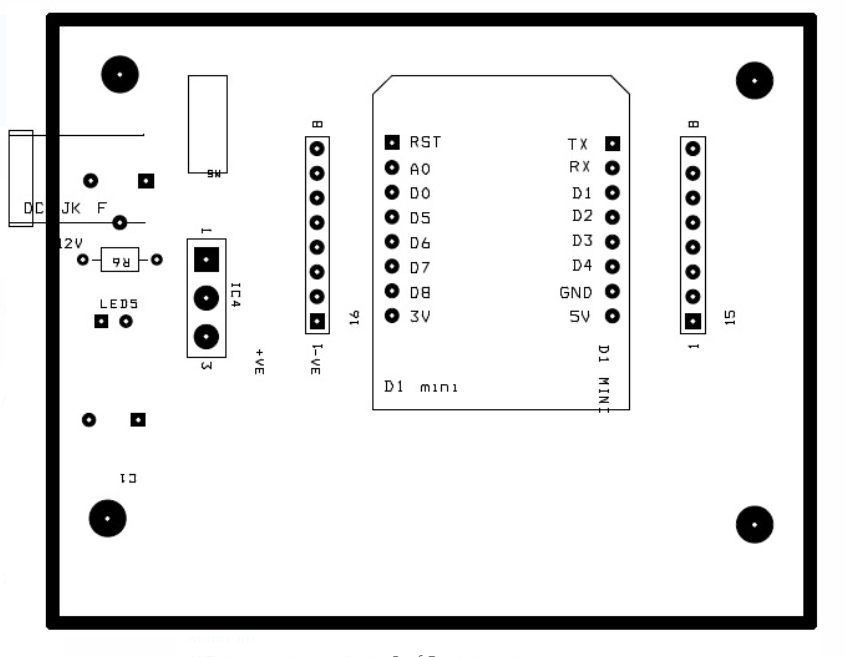 8
8
RST
TX
A0
RX
D0
D1
D5
D2
D6
D3
D7
D4
D8
GND
3V
5V
DC JK F
1
12V
R6
IC4
LED5
3
+VE
1-VE
16
15
1
D1 MINI
D1 mini
C1